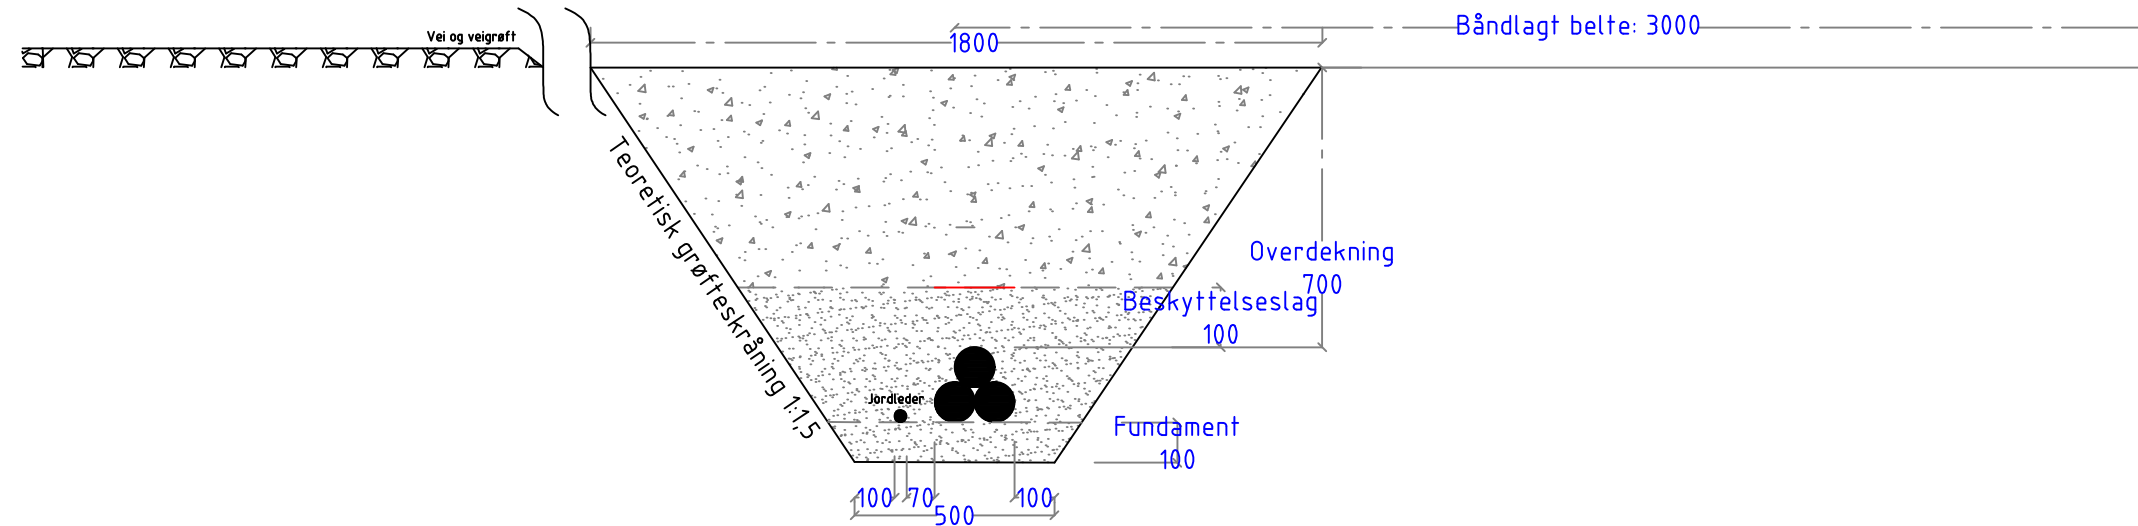 Båndlagt belte: 3000
Vei og veigrøft
1800
Teoretisk grøfteskråning 1:1,5
Overdekning
700
Beskyttelseslag
100
Jordleder
Fundament
100
100
70
100
500